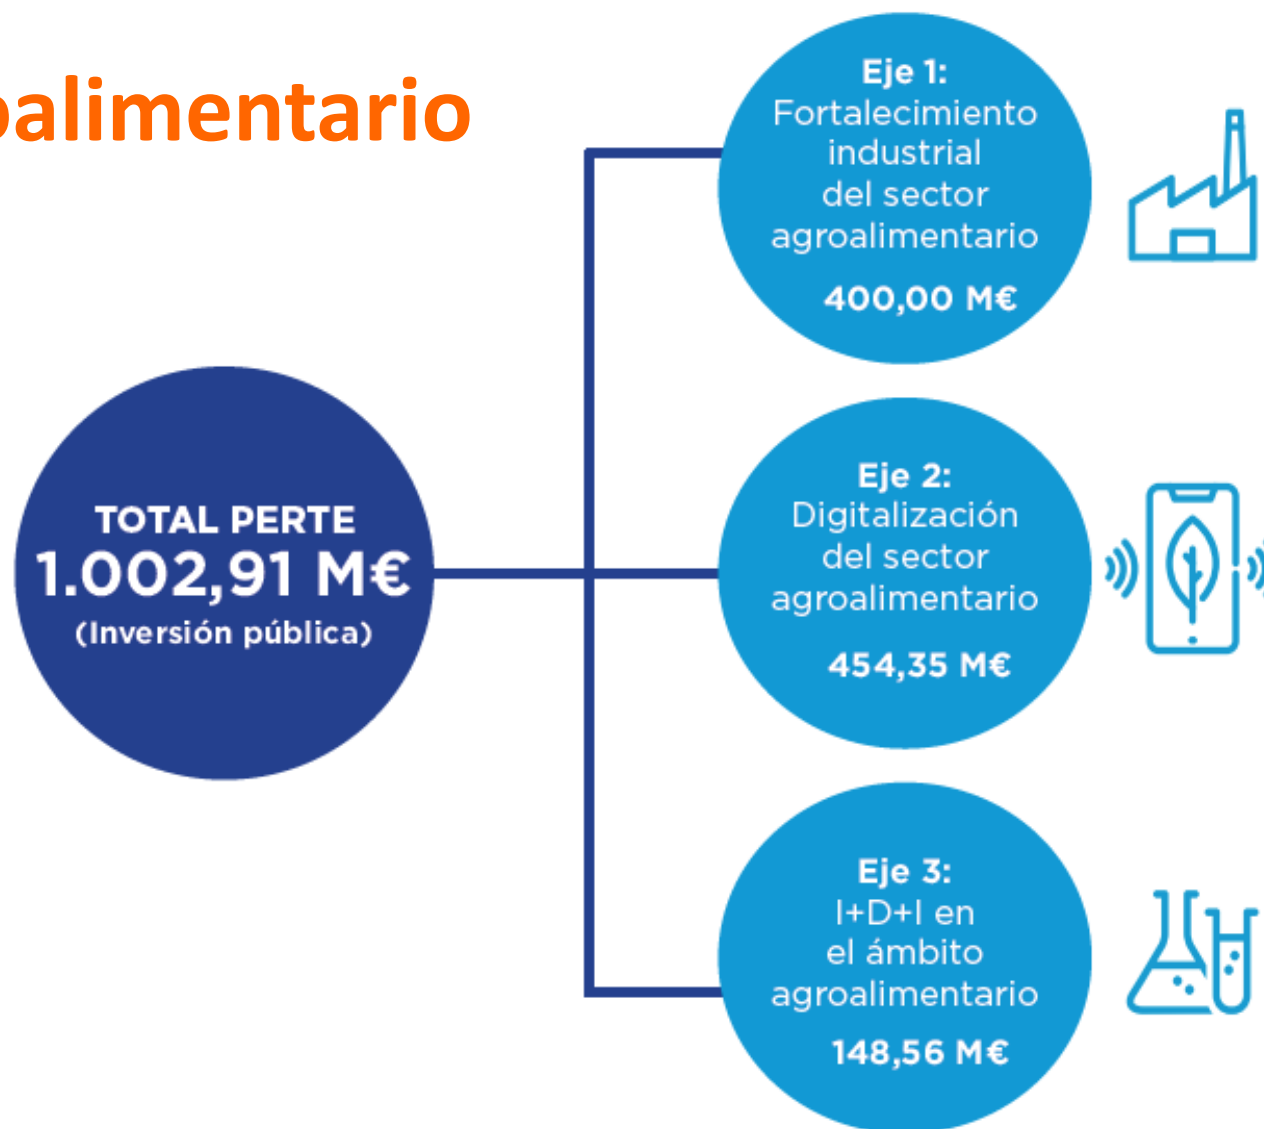 oalimentario
TOTAL PERTE
1.002,91 M€
(Inversión pública)
Eje 1:
Fortalecimiento
industrial
del sector
agroalimentario
400,00 M€
Eje 2:
Digitalización
del sector
agroalimentario
454,35 M€
Eje 3:
I+D+I en
el ámbito
agroalimentario
148,56 M€